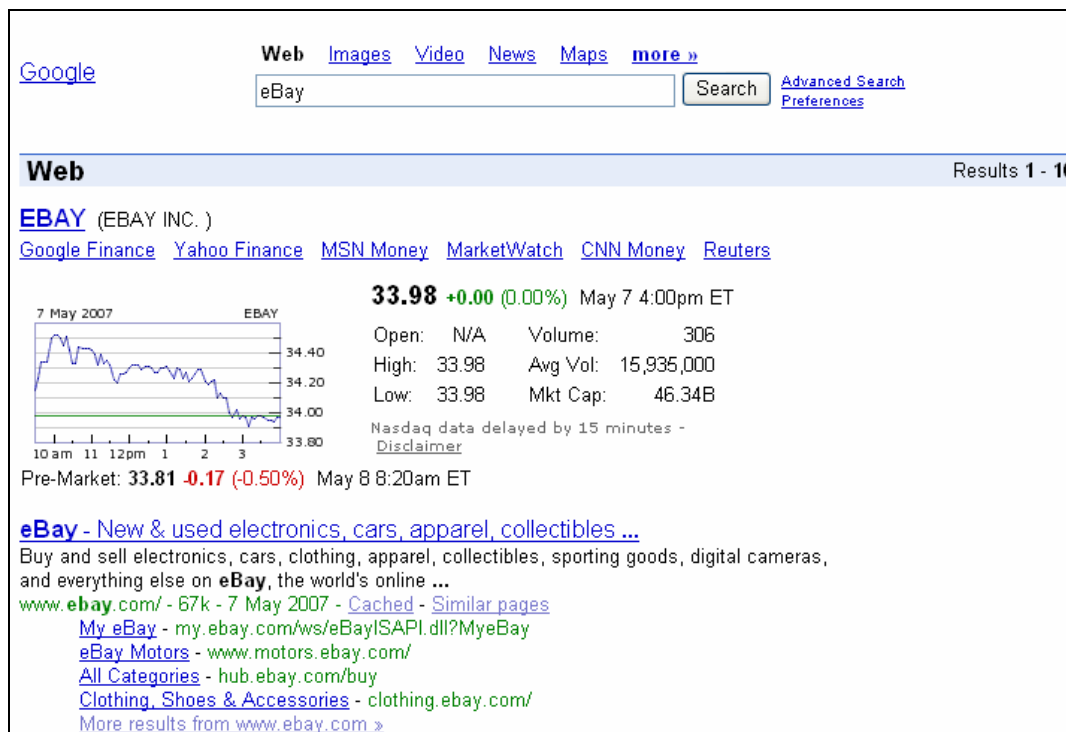 Google
Web Images Video News Maps more »
eBay
Search
Advanced Search
Preferences
Web
Results 1 - 10
EBAY (EBAY INC. )
Google Finance Yahoo Finance MSN Money MarketWatch CNN Money Reuters
7 May 2007 EBAY
34.40
34.20
34.00
33.80
10 am 11 12pm 1 2 3
33.98 +0.00 (0.00%) May 7 4:00pm ET
Open: N/A Volume: 306
High: 33.98 Avg Vol: 15,935,000
Low: 33.98 Mkt Cap: 46.34B
Nasdaq data delayed by 15 minutes -
Disclaimer
Pre-Market: 33.81 -0.17 (-0.50%) May 8 8:20am ET
eBay - New & used electronics, cars, apparel, collectibles ...
Buy and sell electronics, cars, clothing, apparel, collectibles, sporting goods, digital cameras,
and everything else on eBay, the world's online ...
www.ebay.com/ - 67k - 7 May 2007 - Cached - Similar pages
My eBay - my.ebay.com/ws/eBayISAPI.dll?MyeBay
eBay Motors - www.motors.ebay.com/
All Categories - hub.ebay.com/buy
Clothing, Shoes & Accessories - clothing.ebay.com/
More results from www.ebay.com »